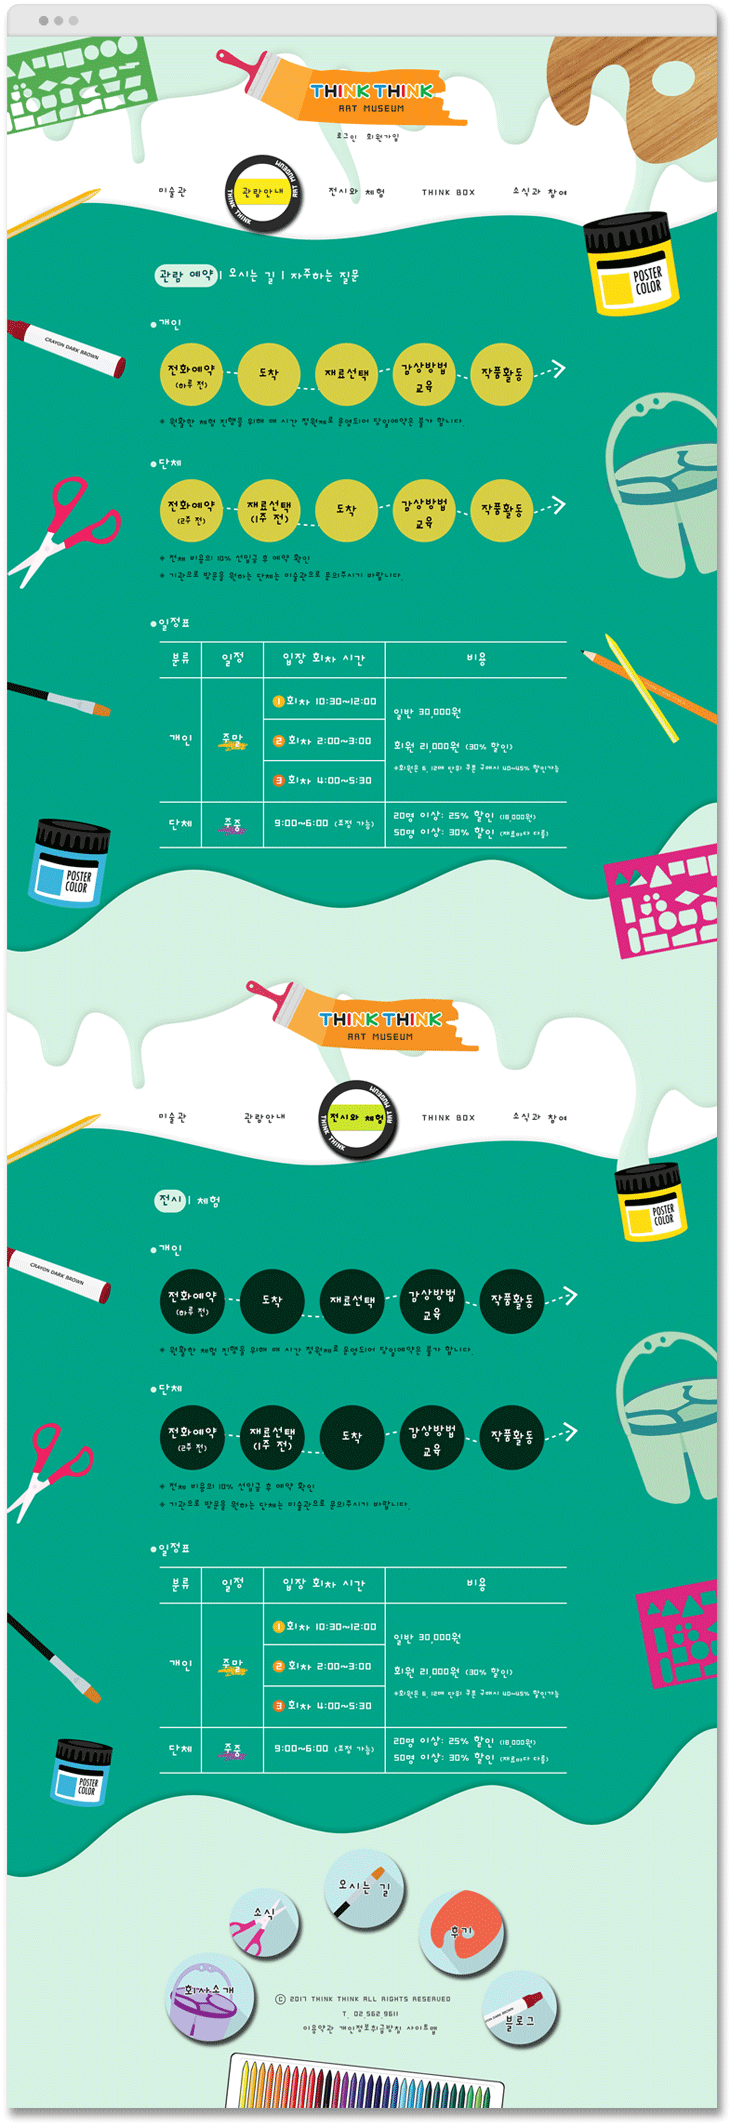 THINK THINK
ART MUSEUM
로그인 회원가입
미술관
ART MUSEUM
관람안내
THINK THINK
전시와 체험
THINK BOX
소식과 참여
POSTER
COLOR
관람 예약 | 오시는 길 | 자주하는 질문
CRAYON DARK BROWN
개인
전화예약
(하루 전)
도착
재료선택
감상방법
교육
작품활동
* 원활한 체험 진행을 위해 매 시간 정원제로 운영되어 당일예약은 불가 합니다.
단체
전화예약
(2주 전)
재료선택
(1주 전)
도착
감상방법
교육
작품활동
* 전체 비용의 10% 선입금 후 예약 확인
* 기관으로 방문을 원하는 단체는 미술관으로 문의주시기 바랍니다.
일정표
분류 일정 입장 회차 시간 비용
개인
주말
1 회차 10:30~12:00
2 회차 2:00~3:00
3 회차 4:00~5:30
일반 30,000원
회원 21,000원 (30% 할인)
*회원은 6, 12매 단위 쿠폰 구매시 40~45% 할인가능
단체
주중
9:00~6:00 (조정 가능)
20명 이상: 25% 할인 (18,000원)
50명 이상: 30% 할인 (재료마다 다름)
POSTER
COLOR
THINK THINK
ART MUSEUM
미술관
관람안내
ART MUSEUM
전시와 체험
THINK THINK
THINK BOX
소식과 참여
POSTER
COLOR
전시 | 체험
CRAYON DARK BROWN
개인
전화예약
(하루 전)
도착
재료선택
감상방법
교육
작품활동
* 원활한 체험 진행을 위해 매 시간 정원제로 운영되어 당일예약은 불가 합니다.
단체
전화예약
(2주 전)
재료선택
(1주 전)
도착
감상방법
교육
작품활동
* 전체 비용의 10% 선입금 후 예약 확인
* 기관으로 방문을 원하는 단체는 미술관으로 문의주시기 바랍니다.
일정표
분류 일정 입장 회차 시간 비용
개인
주말
1 회차 10:30~12:00
2 회차 2:00~3:00
3 회차 4:00~5:30
일반 30,000원
회원 21,000원 (30% 할인)
*회원은 6, 12매 단위 쿠폰 구매시 40~45% 할인가능
단체
주중
9:00~6:00 (조정 가능)
20명 이상: 25% 할인 (18,000원)
50명 이상: 30% 할인 (재료마다 다름)
POSTER
COLOR
오시는 길
소식
후기
회사소개
블로그
© 2017 THINK THINK ALL RIGHTS RESERVED
T. 02.562.9611
이용약관 개인정보취급방침 사이트맵